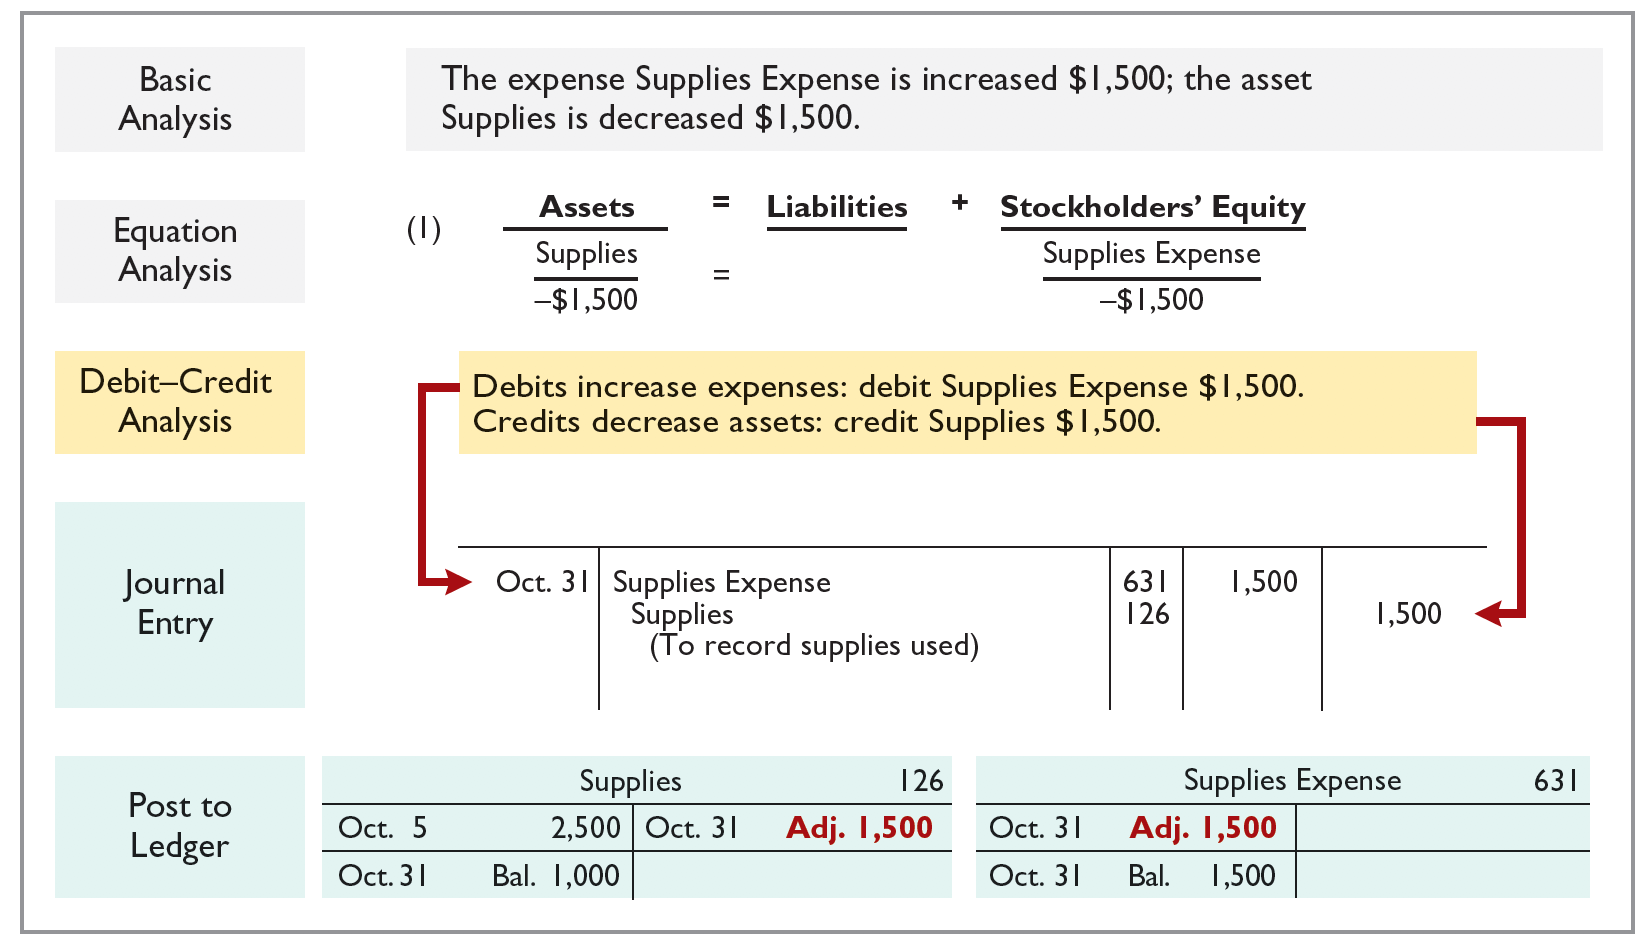 Basic
Analysis
The expense Supplies Expense is increased $1,500; the asset
Supplies is decreased $1,500.
Equation
Analysis
(1)
Assets = Liabilities + Stockholders’ Equity
Supplies = Supplies Expense
–$1,500 –$1,500
Debit–Credit
Analysis
Debits increase expenses: debit Supplies Expense $1,500.
Credits decrease assets: credit Supplies $1,500.
Journal
Entry
Oct. 31 Supplies Expense 631 1,500
Supplies 126 1,500
(To record supplies used)
Post to
Ledger
Supplies 126
Oct. 5 2,500 Oct. 31 Adj. 1,500
Oct. 31 Bal. 1,000
Supplies Expense 631
Oct. 31 Adj. 1,500
Oct. 31 Bal. 1,500